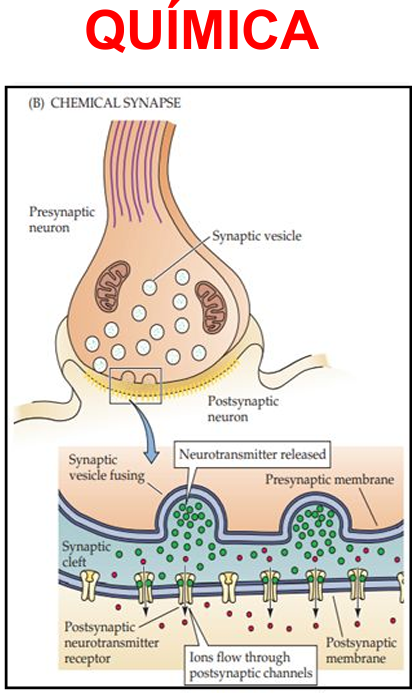 QUÍMICA
(B) CHEMICAL SYNAPSE
Presynaptic
neuron
Synaptic vesicle
Postsynaptic
neuron
Neurotransmitter released
Synaptic
vesicle fusing
Presynaptic membrane
Synaptic
cleft
Postsynaptic
neurotransmitter
receptor
Ions flow through
postsynaptic channels
Postsynaptic
membrane